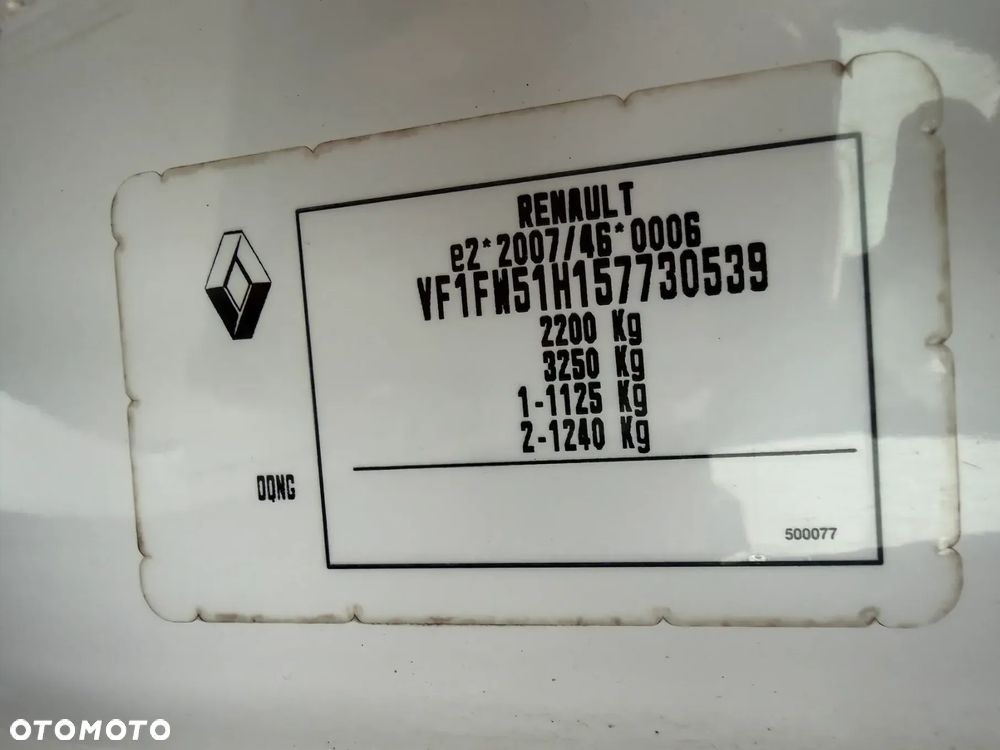 RENAULT
e2*2007/46*0006
VF1FW51H157730539
2200 Kg
3250 Kg
1-1125 Kg
2-1240 Kg
DQNG
500077
OTOMOTO